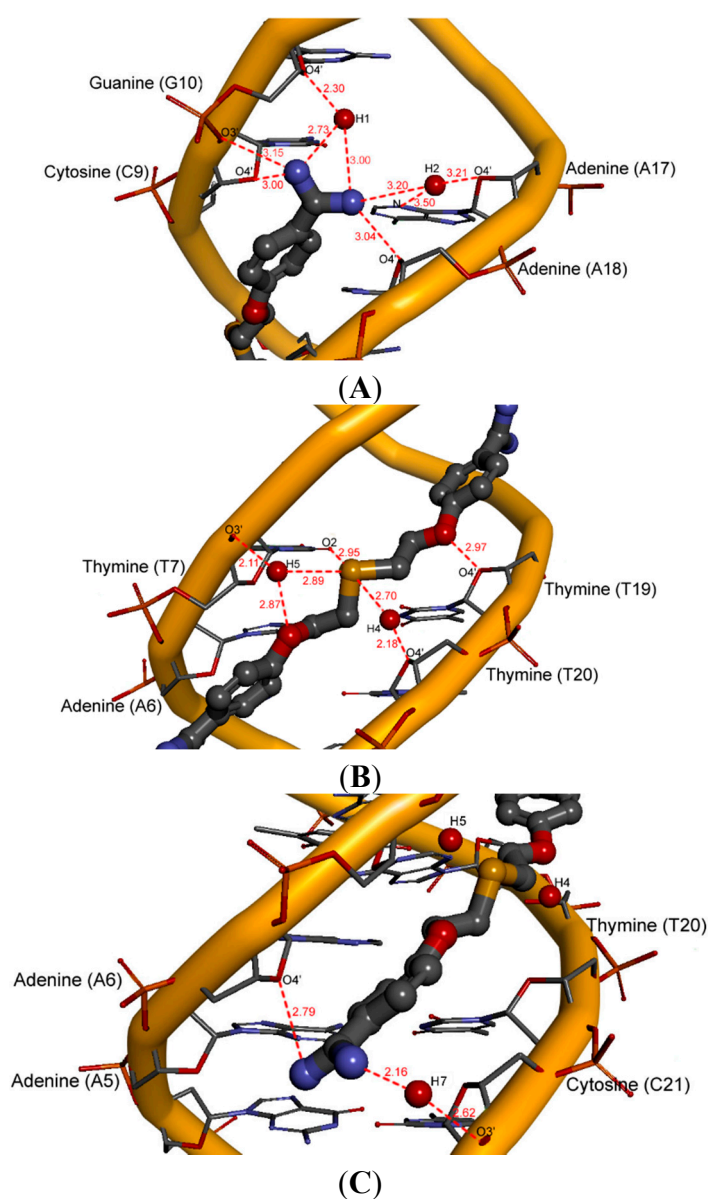 O4'
Guanine (G10)
2.30
H1
O3'
2.73
3.15
3.00
H2
O4'
Cytosine (C9)
O4'
3.00
3.20
3.21
Adenine (A17)
N
3.50
3.04
O4'
Adenine (A18)
(A)
O3'
O2
2.97
Thymine (T7)
2.11
H5
2.95
2.89
O4'
Thymine (T19)
2.87
2.70
H4
2.18
O4'
Thymine (T20)
Adenine (A6)
(B)
H5
H4
Thymine (T20)
Adenine (A6)
O4'
2.79
Adenine (A5)
2.16
H7
Cytosine (C21)
2.62
O3'
(C)